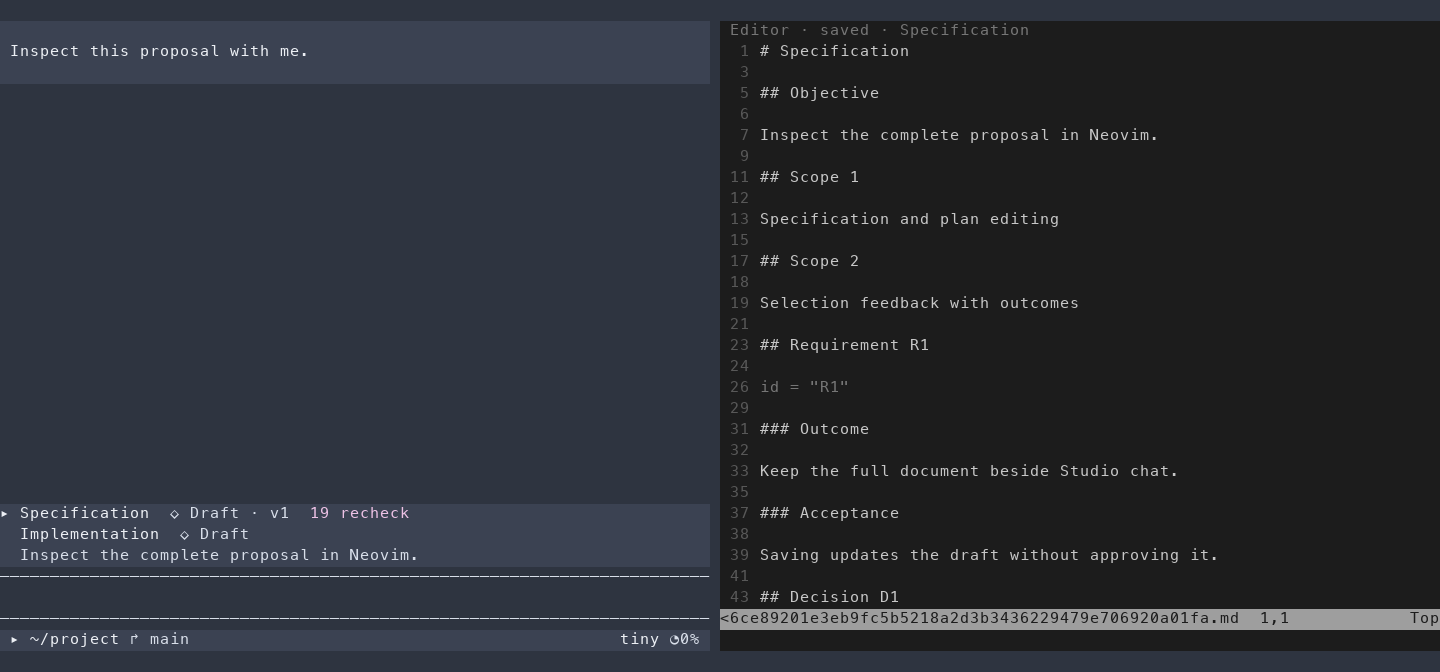 Inspect this proposal with me.
▸ Specification  ◇ Draft · v1  19 recheck
Implementation  ◇ Draft
Inspect the complete proposal in Neovim.
▸ ~/project ↱ main
tiny ◔0%
Editor · saved · Specification
1 # Specification
3
5 ## Objective
6
7 Inspect the complete proposal in Neovim.
9
11 ## Scope 1
12
13 Specification and plan editing
15
17 ## Scope 2
18
19 Selection feedback with outcomes
21
23 ## Requirement R1
24
26 id = "R1"
29
31 ### Outcome
32
33 Keep the full document beside Studio chat.
35
37 ### Acceptance
38
39 Saving updates the draft without approving it.
41
43 ## Decision D1
<6ce89201e3eb9fc5b5218a2d3b3436229479e706920a01fa.md  1,1  Top